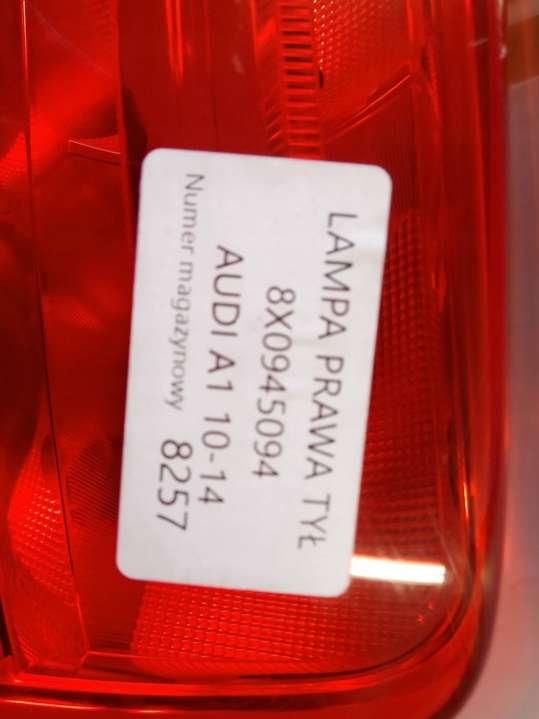 LAMPA PRAWA TYŁ
8X0945094
AUDI A1 10-14
Numer magazynowy 8257